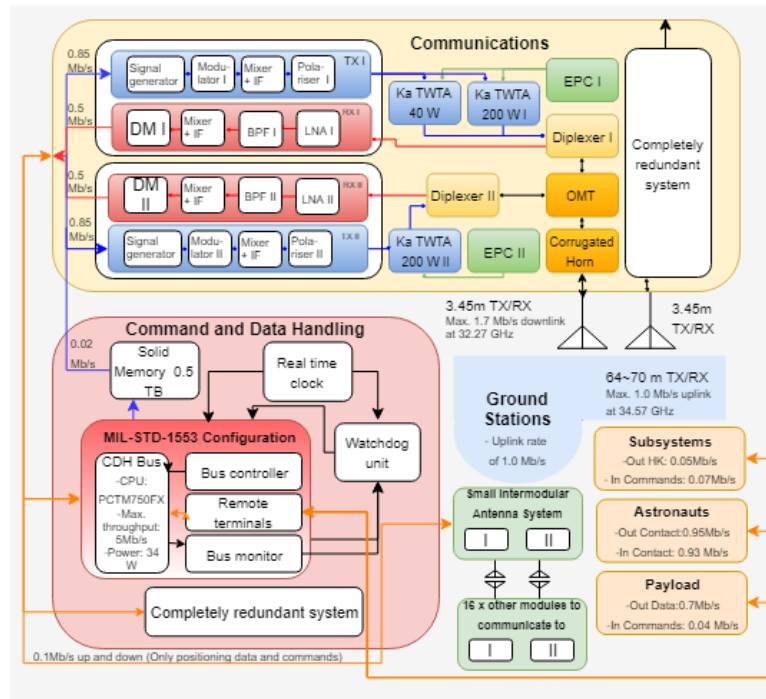 Communications
0.85
Mb/s
Signal
generator
Modu-
lator I
Mixer
+ IF
Pola-
riser I
TX I
Ka TWTA
40 W
Ka TWTA
200 W I
EPC I
0.5
Mb/s
DM I
Mixer
+ IF
BPF I
LNA I
RX I
Diplexer I
Completely
redundant
system
0.5
Mb/s
DM
II
Mixer
+ IF
BPF II
LNA II
RX II
Diplexer II
OMT
0.85
Mb/s
Signal
generator
Modu-
lator II
Mixer
+ IF
Pola-
riser II
TX II
Ka TWTA
200 W II
EPC II
Corrugated
Horn
3.45m TX/RX
Max. 1.7 Mb/s downlink
at 32.27 GHz
3.45m
TX/RX
Command and Data Handling
0.02
Mb/s
Solid
Memory 0.5
TB
Real time
clock
MIL-STD-1553 Configuration
Watchdog
unit
CDH Bus
-CPU:
PCTM750FX
-Max.
throughput:
5Mb/s
-Power: 34
W
Bus controller
Remote
terminals
Bus monitor
Completely redundant system
0.1Mb/s up and down (Only positioning data and commands)
64~70 m TX/RX
Max. 1.0 Mb/s uplink
at 34.57 GHz
Ground
Stations
- Uplink rate
of 1.0 Mb/s
Small Intermodular
Antenna System
I
II
16 x other modules to
communicate to
I
II
Subsystems
-Out HK: 0.05Mb/s
- In Commands: 0.07Mb/s
Astronauts
-Out Contact:0.95Mb/s
-In Contact: 0.93 Mb/s
Payload
-Out Data:0.7Mb/s
-In Commands: 0.04 Mb/s